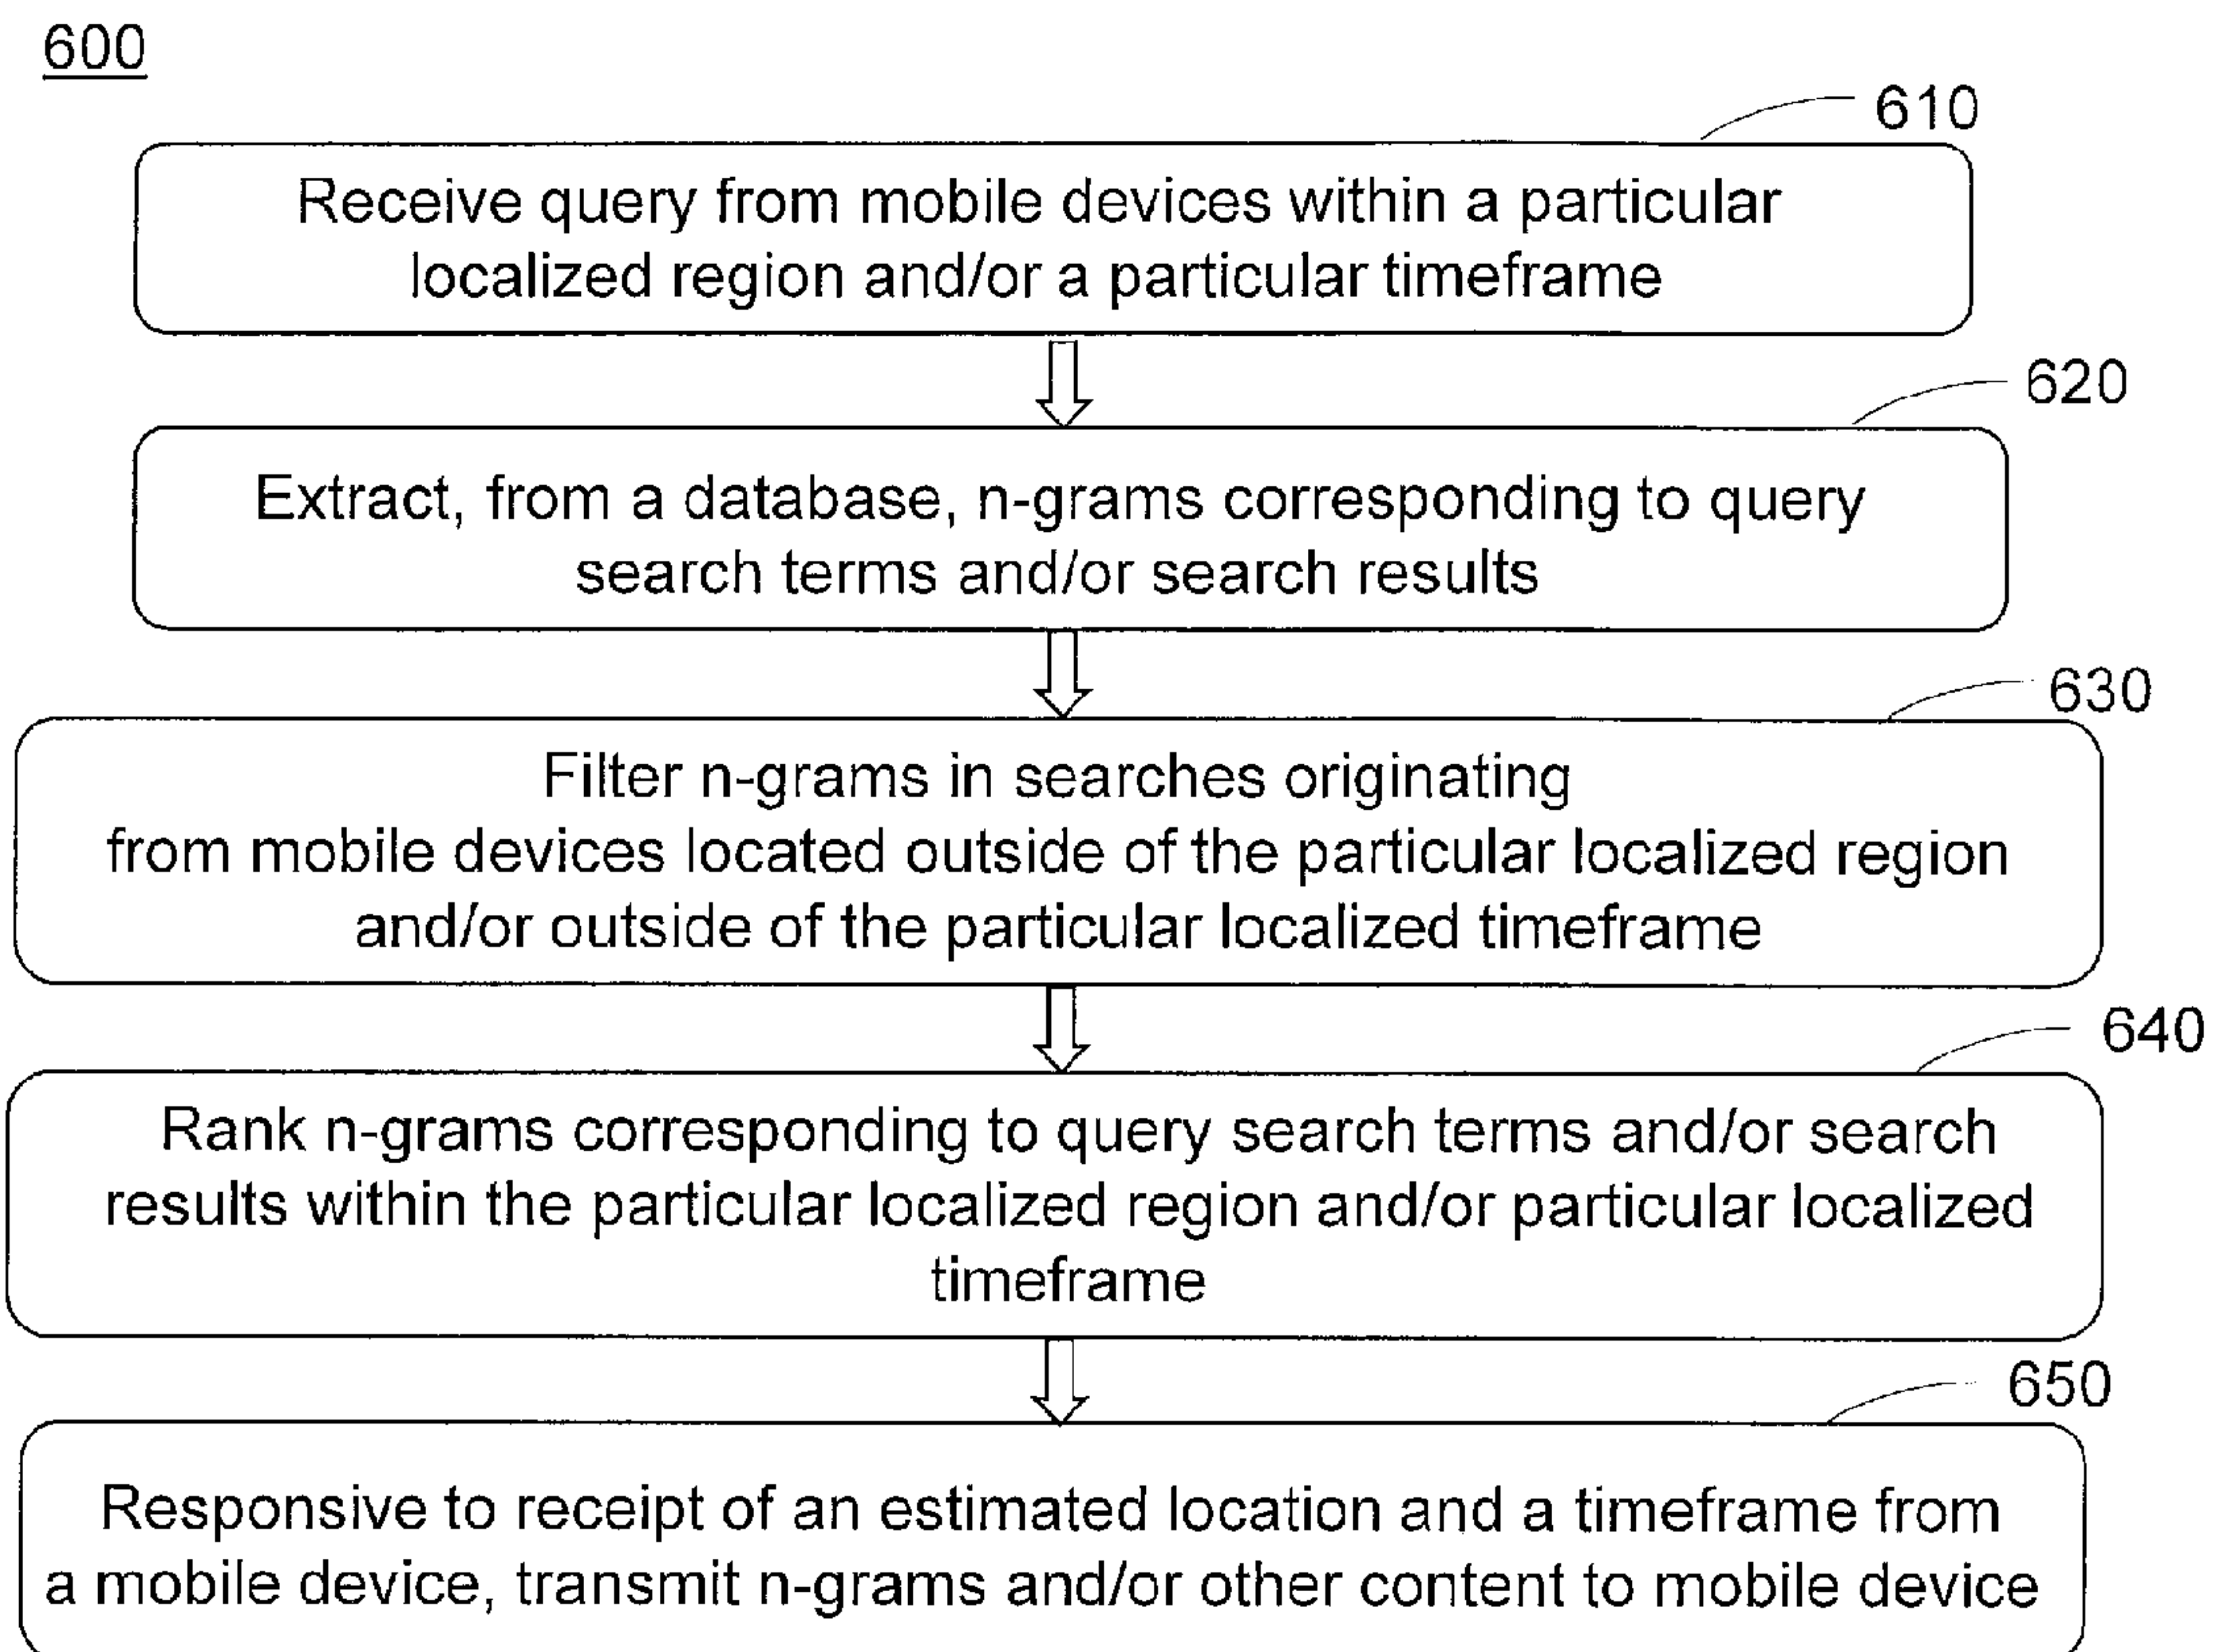 600
610
Receive query from mobile devices within a particular
localized region and/or a particular timeframe
620
Extract, from a database, n-grams corresponding to query
search terms and/or search results
630
Filter n-grams in searches originating
from mobile devices located outside of the particular localized region
and/or outside of the particular localized timeframe
640
Rank n-grams corresponding to query search terms and/or search
results within the particular localized region and/or particular localized
timeframe
650
Responsive to receipt of an estimated location and a timeframe from
a mobile device, transmit n-grams and/or other content to mobile device